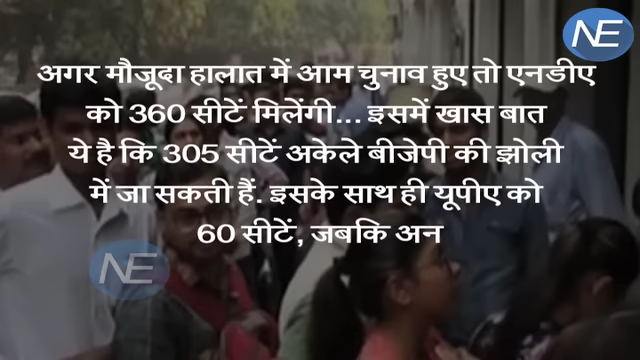 NE
अगर मौजूदा हालात में आम चुनाव हुए तो एनडीए
को 360 सीटें मिलेंगी... इसमें खास बात
ये है कि 305 सीटें अकेले बीजेपी की झोली
में जा सकती हैं. इसके साथ ही यूपीए को
60 सीटें, जबकि अन
NE